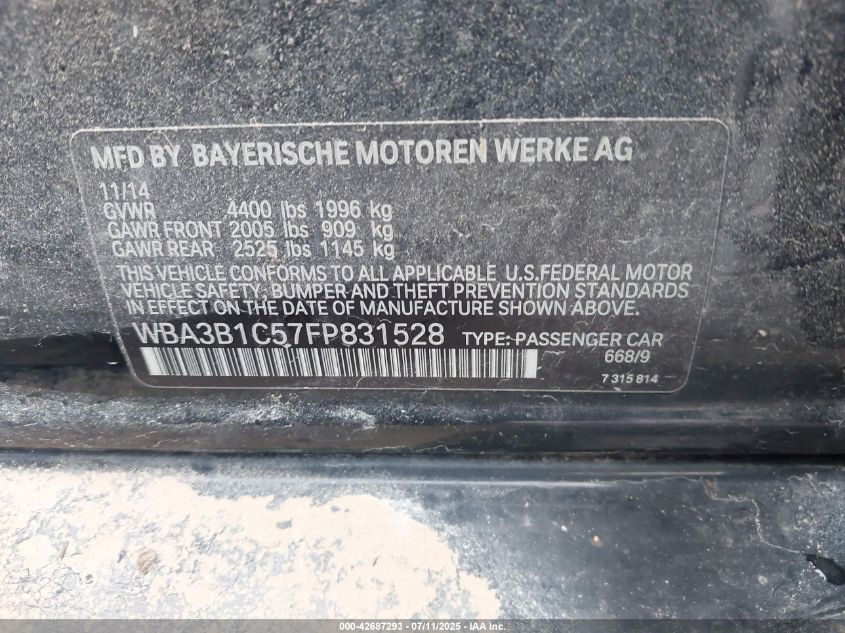 MFD BY BAYERISCHE MOTOREN WERKE AG
11/14
GVWR 4400 lbs 1996 kg
GAWR FRONT 2005 lbs 909 kg
GAWR REAR 2525 lbs 1145 kg
THIS VEHICLE CONFORMS TO ALL APPLICABLE U.S.FEDERAL MOTOR
VEHICLE SAFETY, BUMPER AND THEFT PREVENTION STANDARDS
IN EFFECT ON THE DATE OF MANUFACTURE SHOWN ABOVE.
WBA3B1C57FP831528 TYPE: PASSENGER CAR
668/9
7 315 814
000-42687293 - 07/11/2025 - IAA Inc.